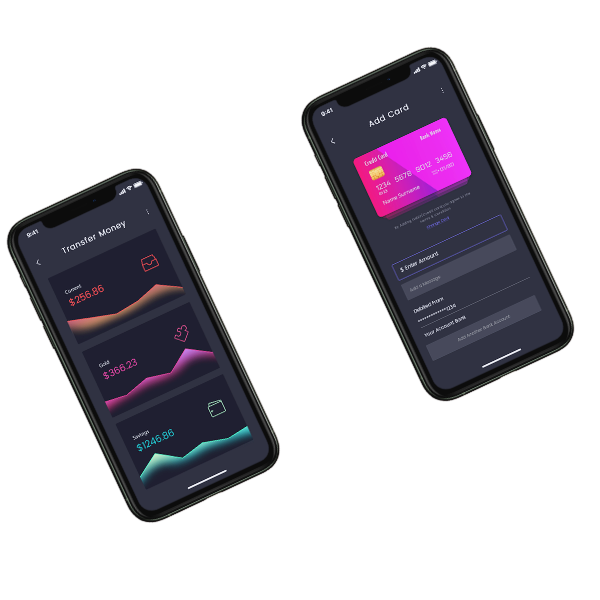 9:41
Transfer Money
Current
$256.86
Gold
$366.23
Savings
$1246.86
9:41
Add Card
Credit Card
Bank Name
1234 5678 9012 3456
Name Surname
Change Card
$ Enter Amount
Add a Message
Debited From
**************1234
Your Account Bank
Add Another Bank Account